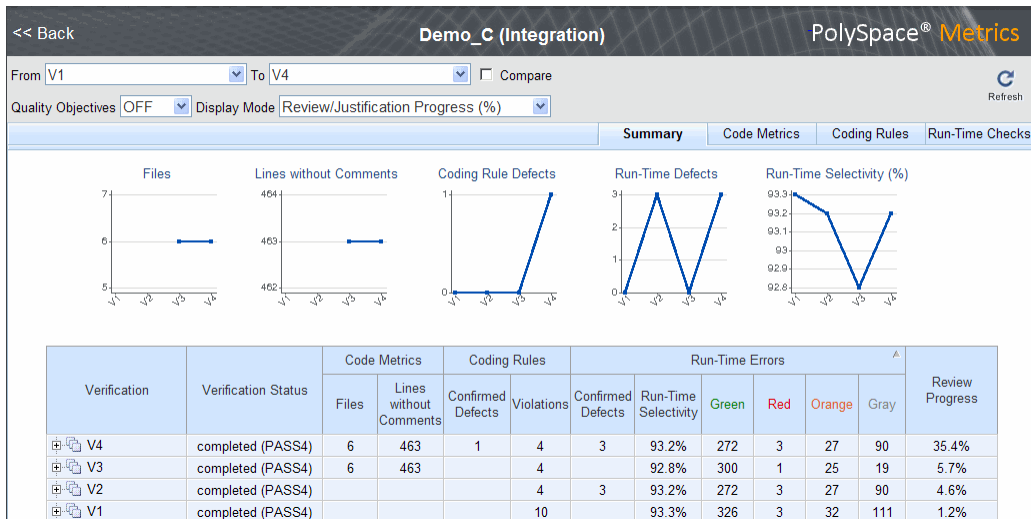 << Back
Demo_C (Integration)
PolySpace® Metrics
From V1 To V4 Compare
Refresh
Quality Objectives OFF Display Mode Review/Justification Progress (%)
Summary Code Metrics Coding Rules Run-Time Checks
Files
7
6
5
V1 V2 V3 V4
Lines without Comments
464
463
462
V1 V2 V3 V4
Coding Rule Defects
1
0
V1 V2 V3 V4
Run-Time Defects
3
2
1
0
V1 V2 V3 V4
Run-Time Selectivity (%)
93.3
93.2
93.1
93
92.9
92.8
V1 V2 V3 V4
Verification
Verification Status
Code Metrics
Coding Rules
Run-Time Errors
Review
Progress
Files
Lines
without
Comments
Confirmed
Defects
Violations
Confirmed
Defects
Run-Time
Selectivity
Green
Red
Orange
Gray
V4 completed (PASS4) 6 463 1 4 3 93.2% 272 3 27 90 35.4%
V3 completed (PASS4) 6 463 4 92.8% 300 1 25 19 5.7%
V2 completed (PASS4) 4 3 93.2% 272 3 27 90 4.6%
V1 completed (PASS4) 10 93.3% 326 3 32 111 1.2%